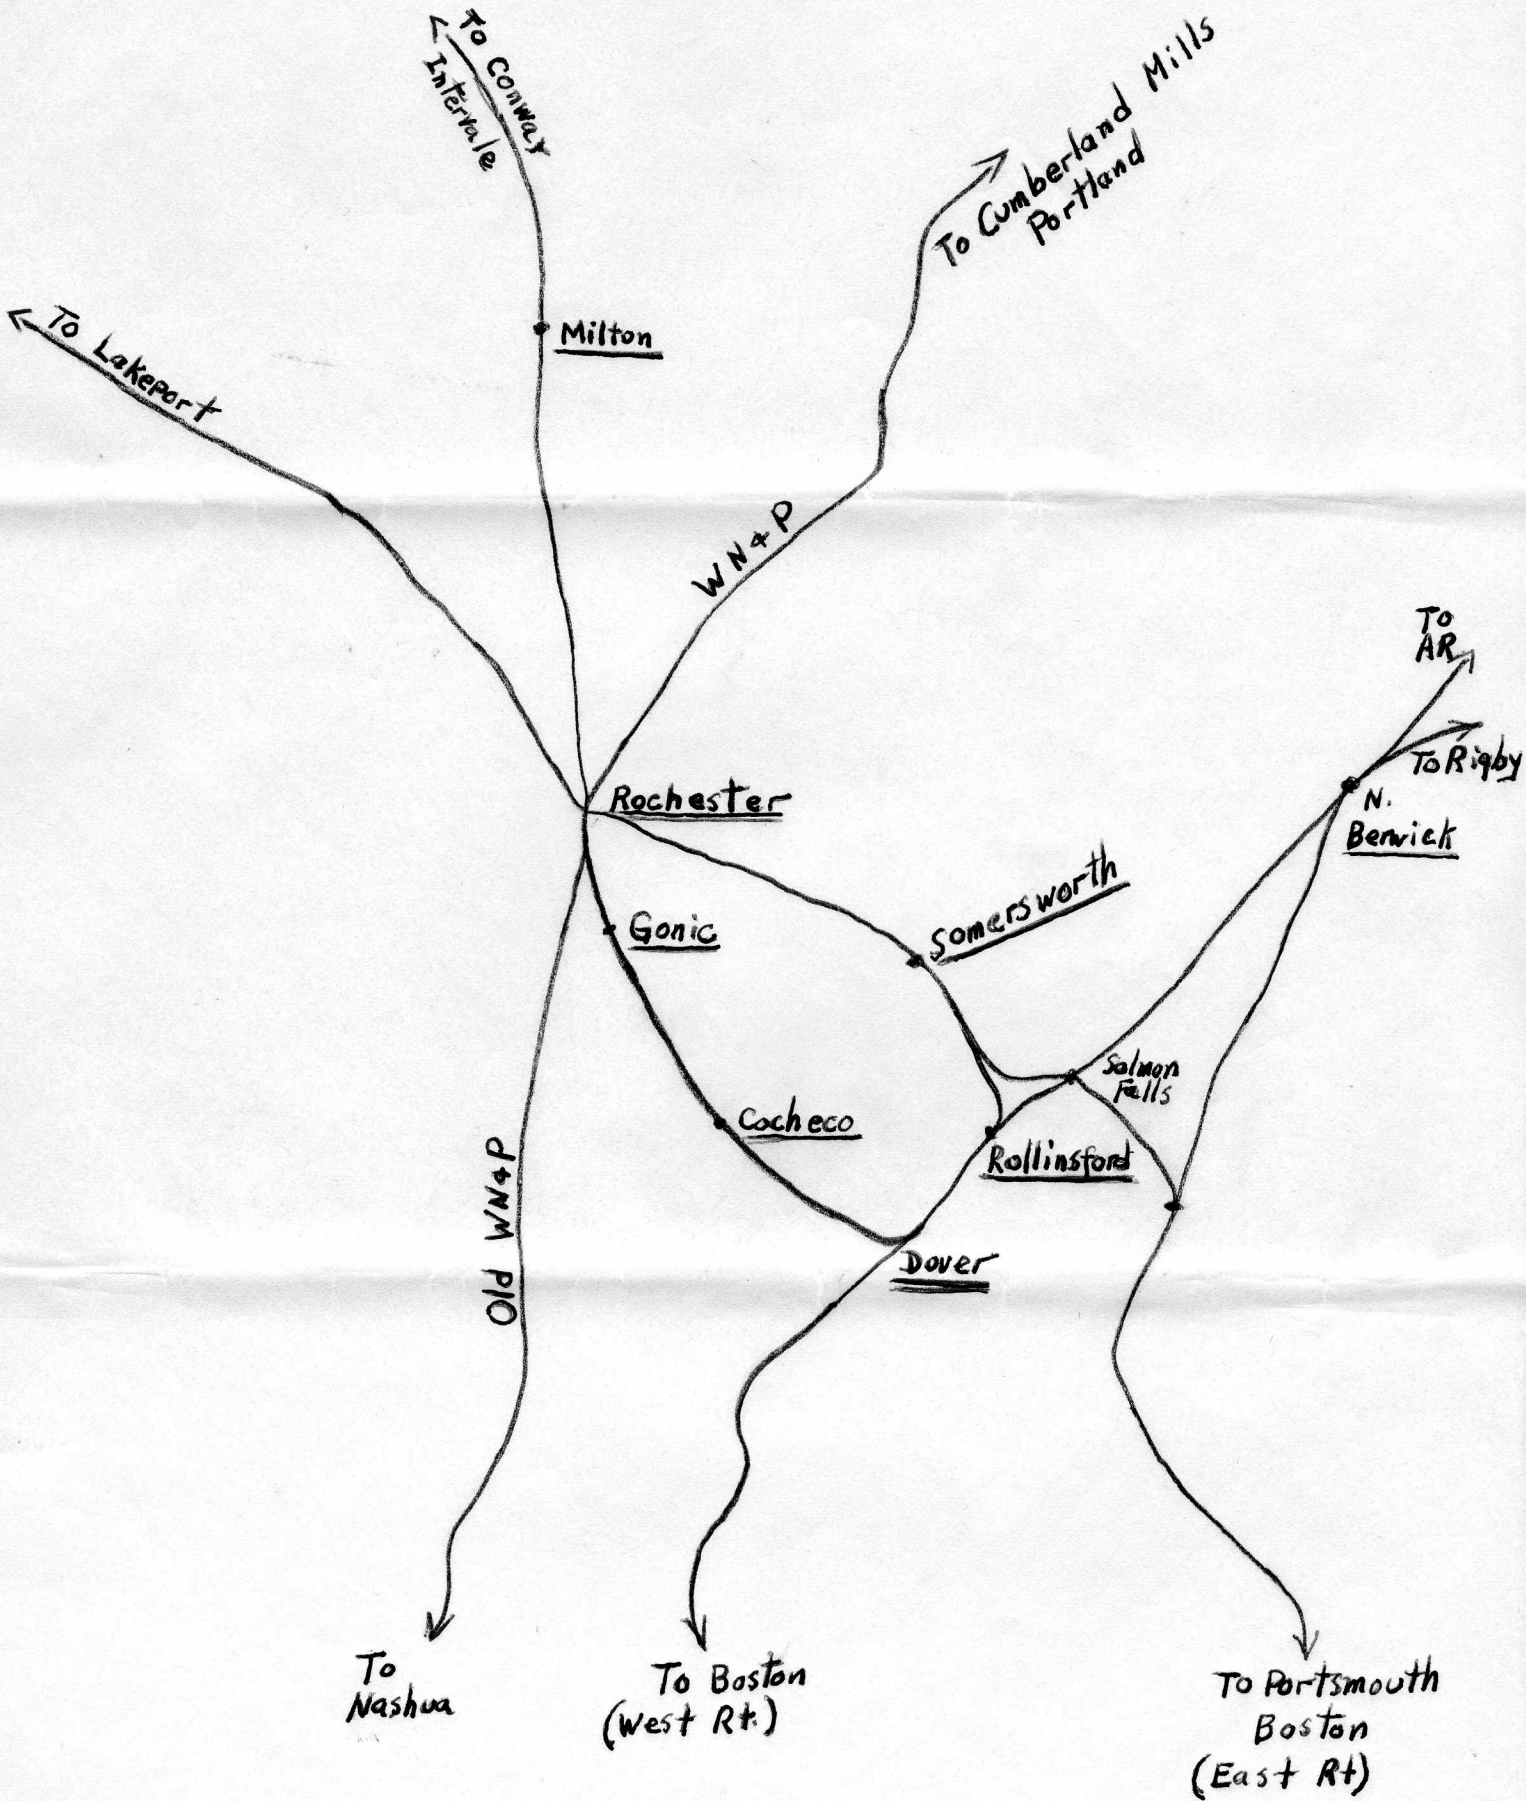 To Conway
Intervale
To Cumberland Mills
Portland
To Lakeport
Milton
WN&P
To
AR
To Rigby
N.
Berwick
Rochester
Somersworth
Gonic
Salmon
Falls
Cocheco
Rollinsford
Old WN&P
Dover
To
Nashua
To Boston
(West Rt.)
To Portsmouth
Boston
(East Rt)